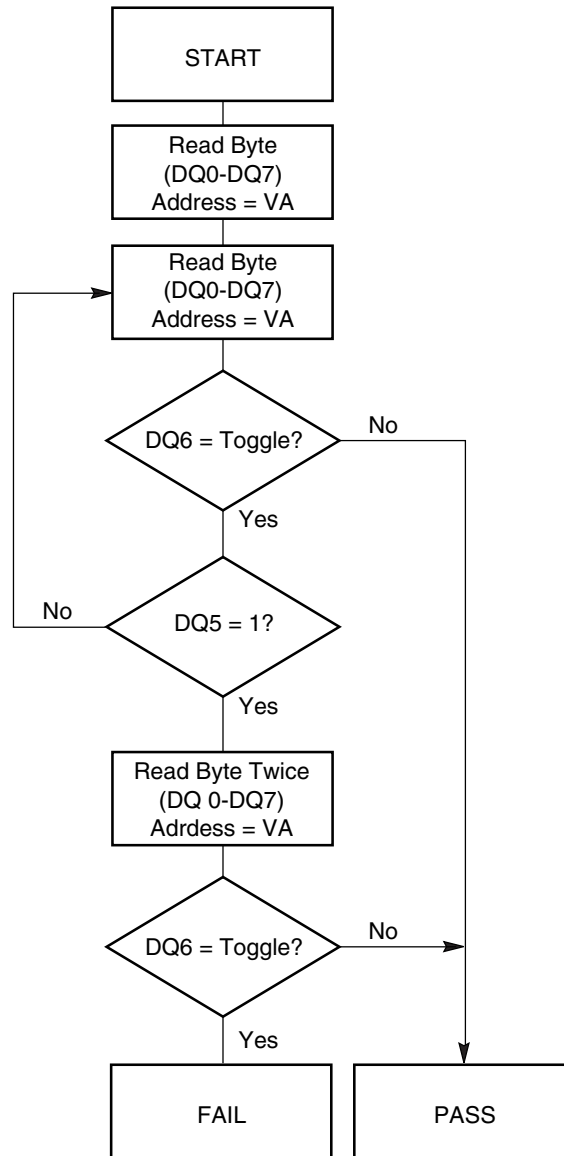 START
Read Byte
(DQ0-DQ7)
Address = VA
Read Byte
(DQ0-DQ7)
Address = VA
DQ6 = Toggle?
No
Yes
No
DQ5 = 1?
Yes
Read Byte Twice
(DQ 0-DQ7)
Adrdess = VA
DQ6 = Toggle?
No
Yes
FAIL
PASS